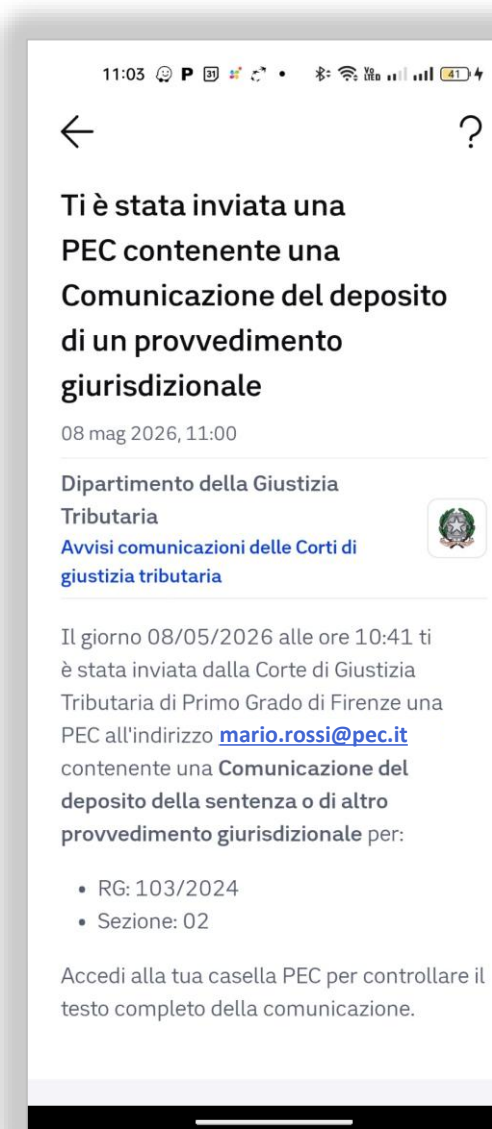 11:03 P 31 41
?
Ti è stata inviata una
PEC contenente una
Comunicazione del deposito
di un provvedimento
giurisdizionale
08 mag 2026, 11:00
Dipartimento della Giustizia
Tributaria
Avvisi comunicazioni delle Corti di
giustizia tributaria
Il giorno 08/05/2026 alle ore 10:41 ti
è stata inviata dalla Corte di Giustizia
Tributaria di Primo Grado di Firenze una
PEC all'indirizzo mario.rossi@pec.it
contenente una Comunicazione del
deposito della sentenza o di altro
provvedimento giurisdizionale per:
• RG: 103/2024
• Sezione: 02
Accedi alla tua casella PEC per controllare il
testo completo della comunicazione.